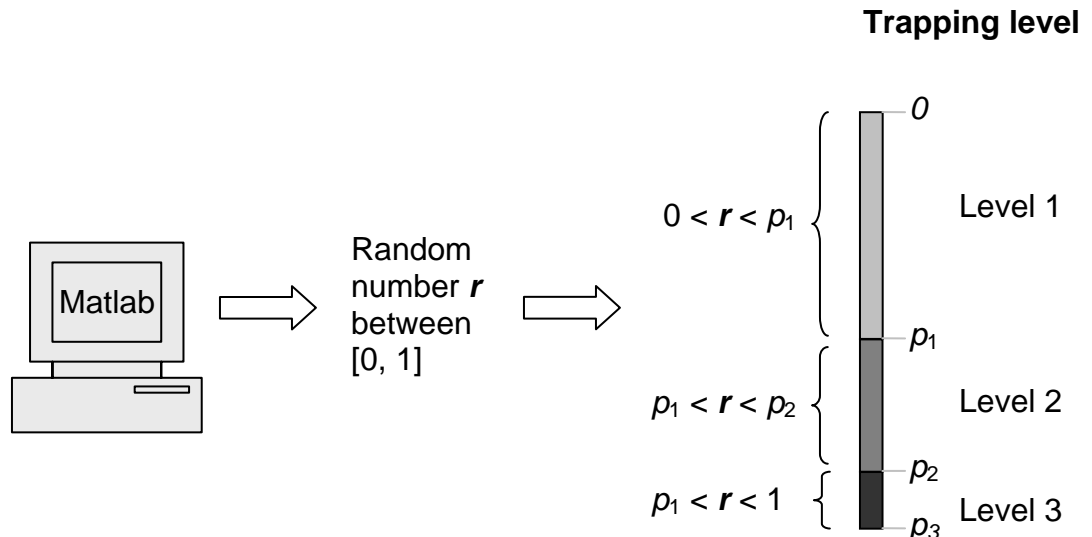 Trapping level
0
0 < r < p1
Level 1
Matlab
Random
number r
between
[0, 1]
p1
p1 < r < p2
Level 2
p2
p1 < r < 1
Level 3
p3